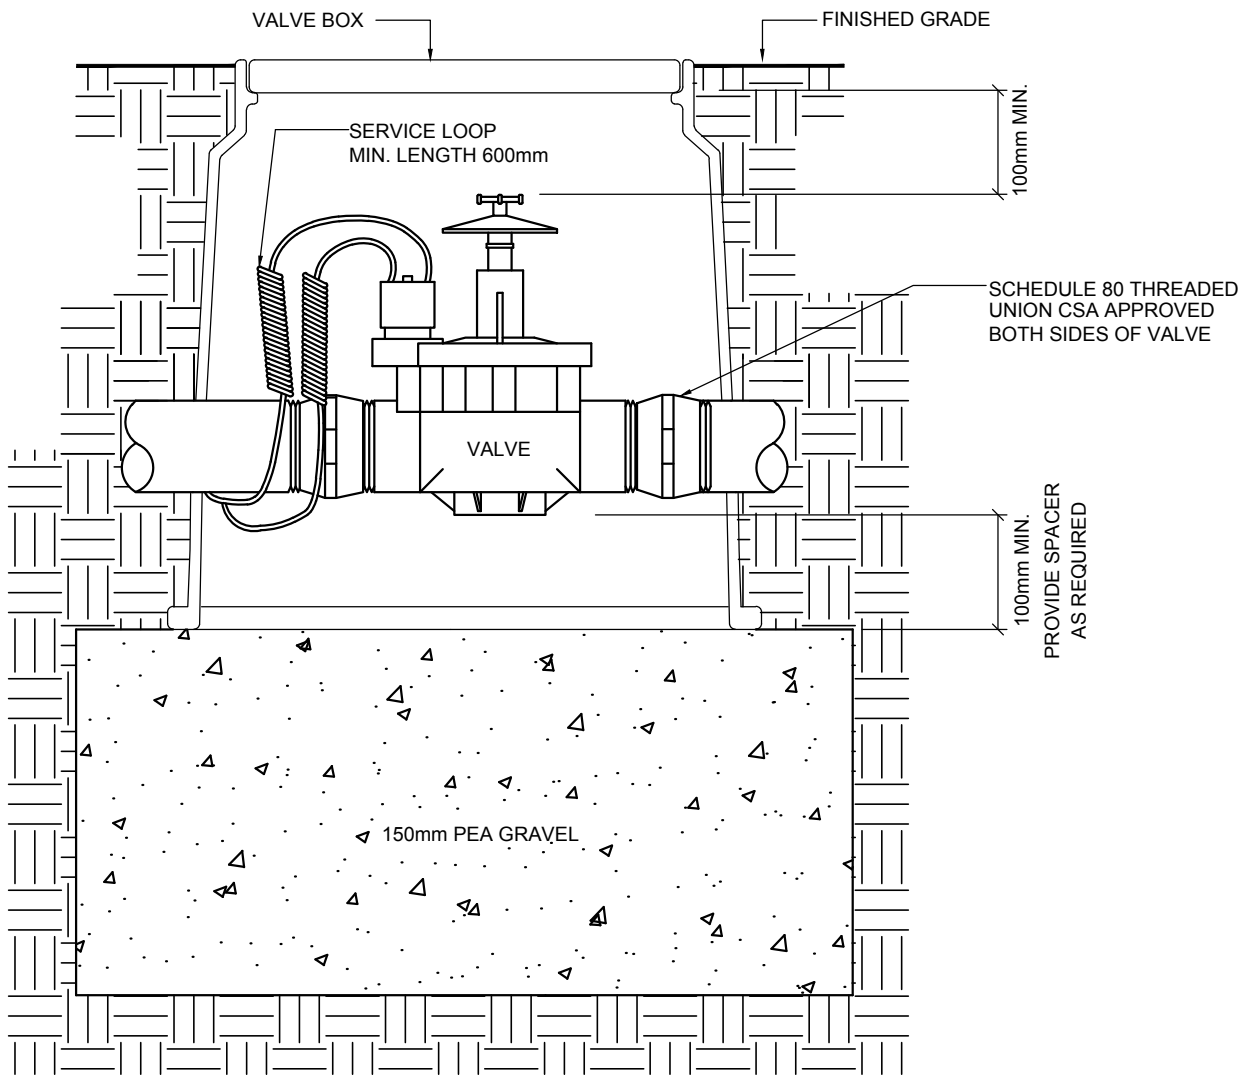 VALVE BOX
FINISHED GRADE
SERVICE LOOP
MIN. LENGTH 600mm
100mm MIN.
SCHEDULE 80 THREADED
UNION CSA APPROVED
BOTH SIDES OF VALVE
VALVE
100mm MIN.
PROVIDE SPACER
AS REQUIRED
150mm PEA GRAVEL